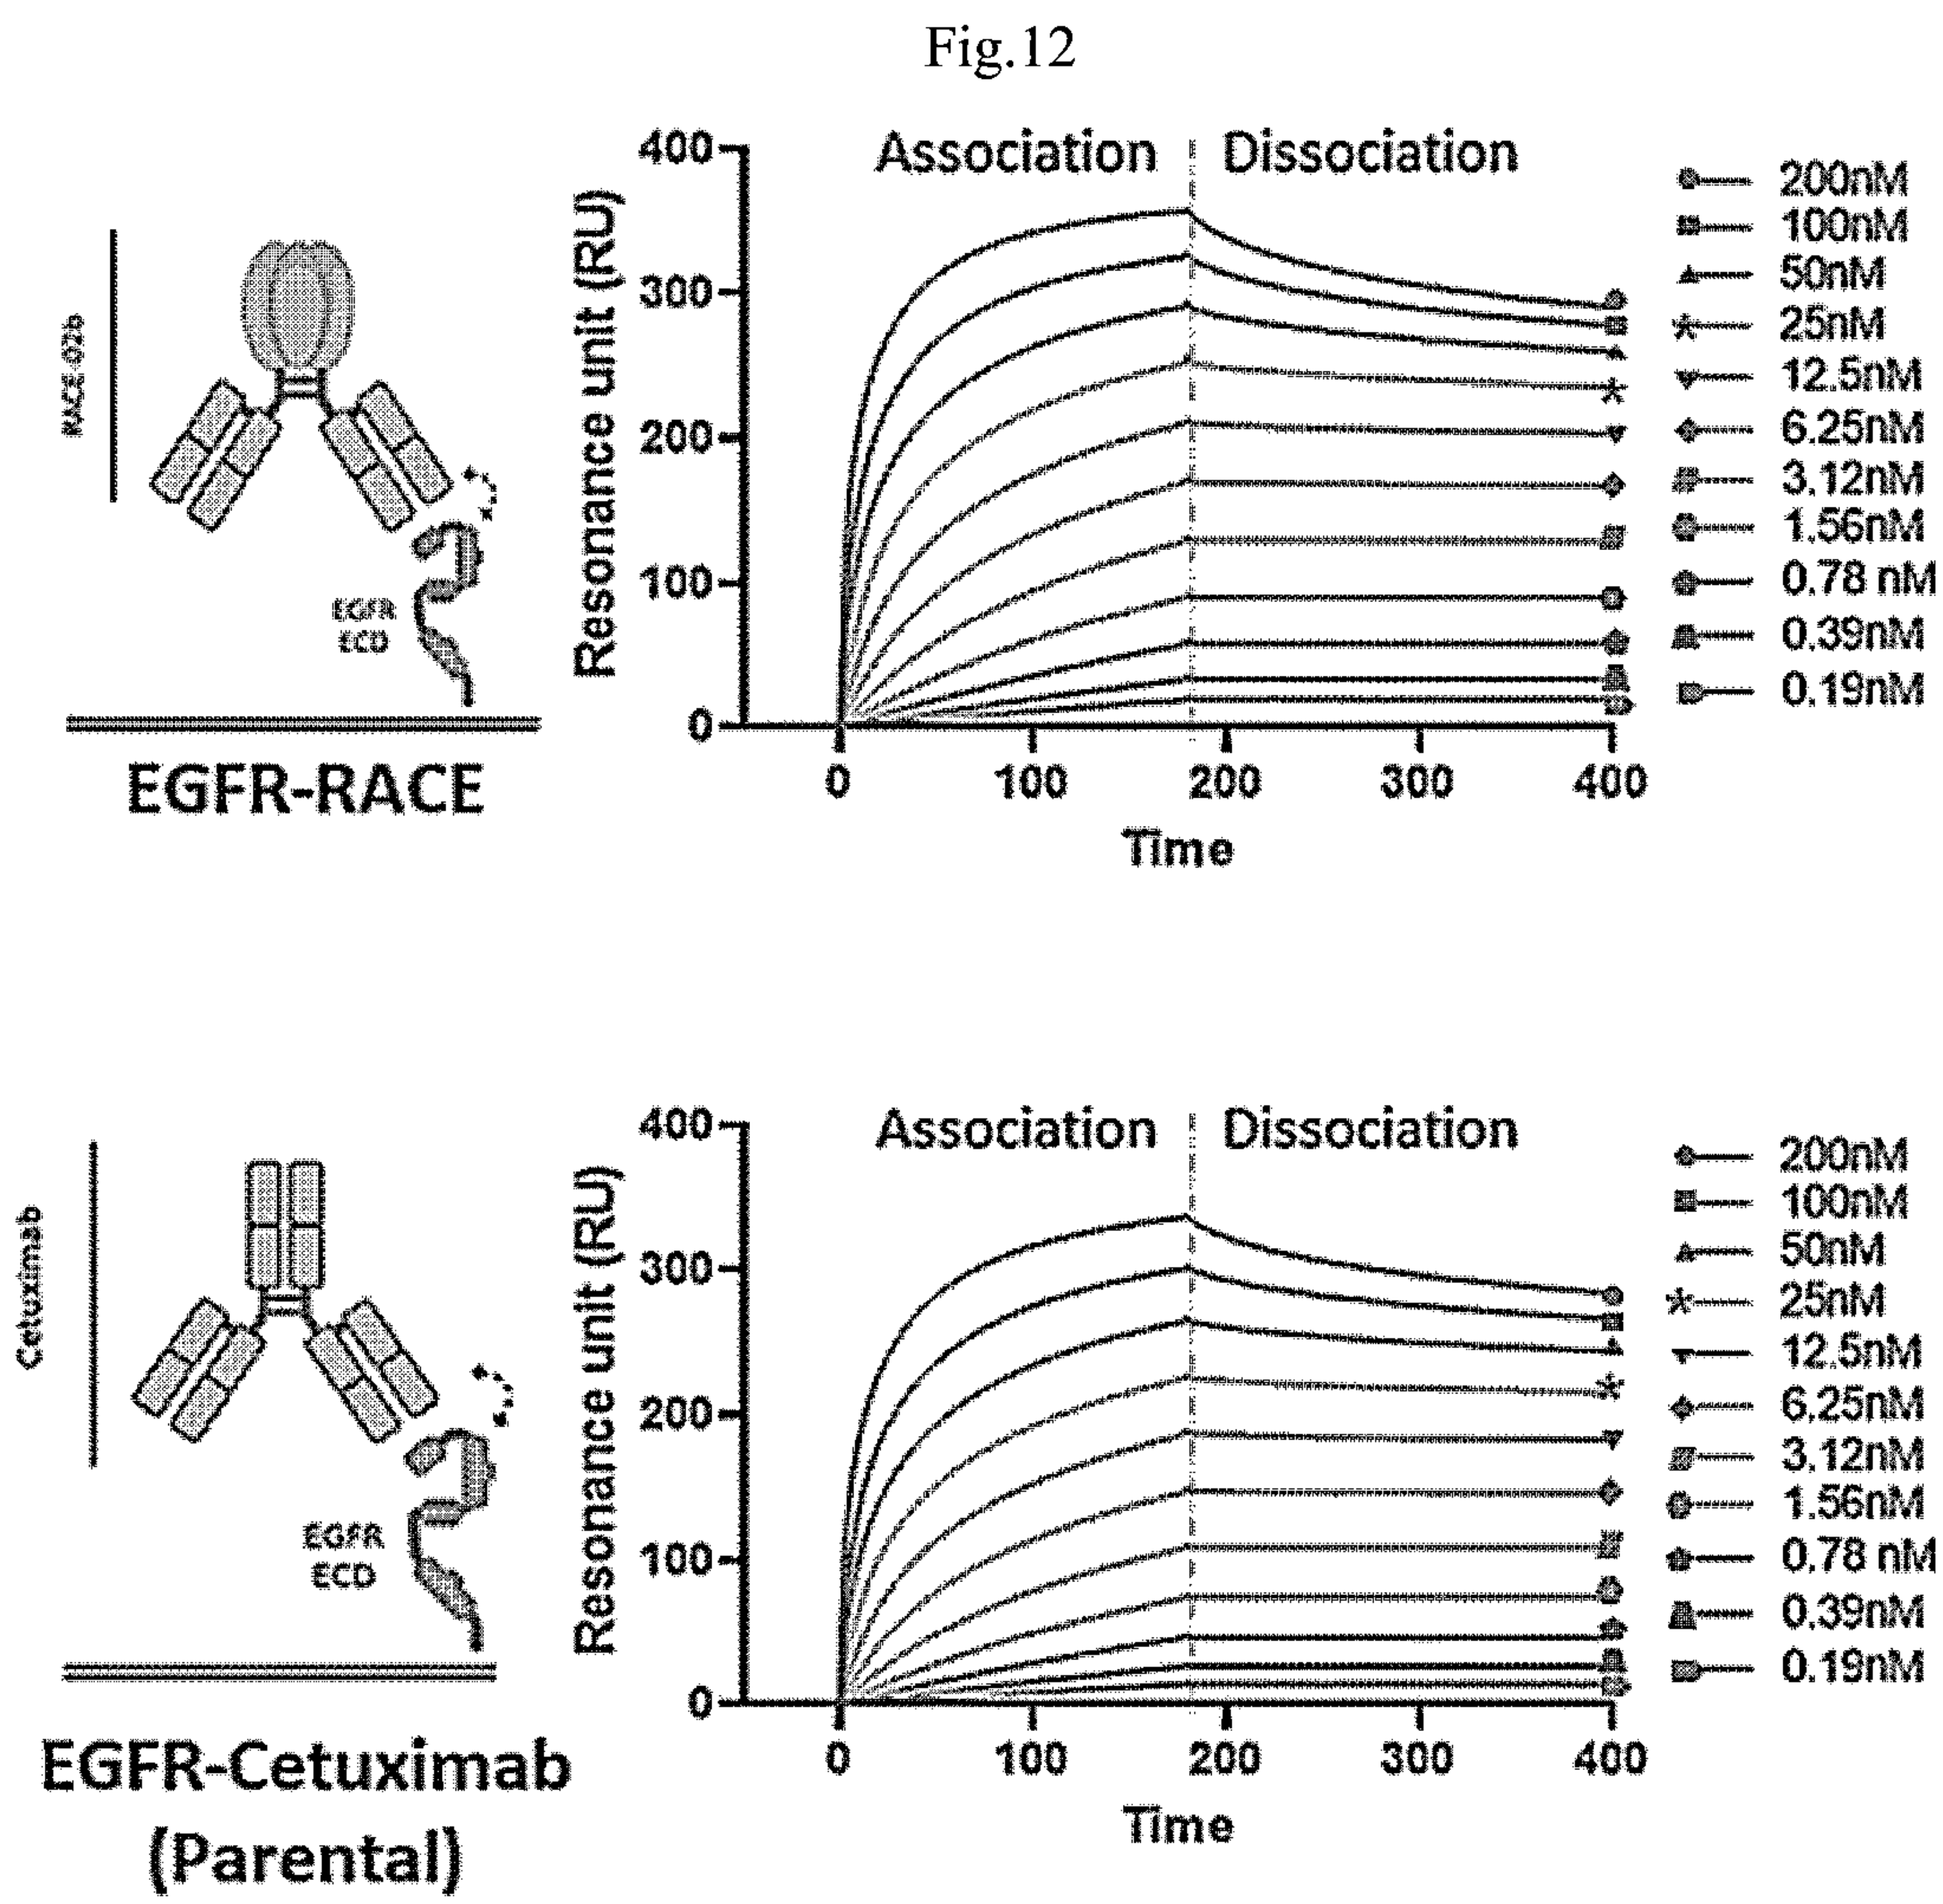 Fig.12
RACE-02b
EGFR
ECD
EGFR-RACE
Resonance unit (RU)
400
300
200
100
0
Association
Dissociation
0
100
200
300
400
Time
200nM
100nM
50nM
25nM
12.5nM
6.25nM
3.12nM
1.56nM
0.78 nM
0.39nM
0.19nM
Cetuximab
EGFR
ECD
EGFR-Cetuximab
(Parental)
Resonance unit (RU)
400
300
200
100
0
Association
Dissociation
0
100
200
300
400
Time
200nM
100nM
50nM
25nM
12.5nM
6.25nM
3.12nM
1.56nM
0.78 nM
0.39nM
0.19nM